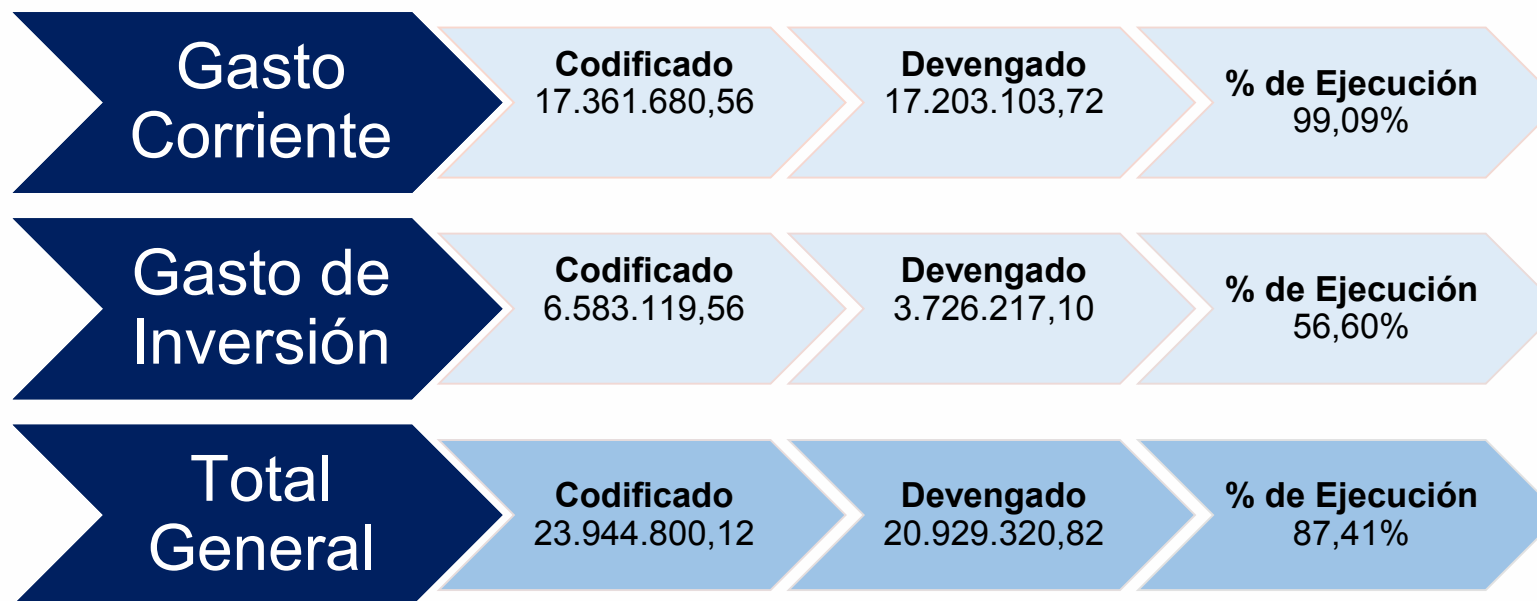 Gasto
Corriente
Codificado
17.361.680,56
Devengado
17.203.103,72
% de Ejecución
99,09%
Gasto de
Inversión
Codificado
6.583.119,56
Devengado
3.726.217,10
% de Ejecución
56,60%
Total
General
Codificado
23.944.800,12
Devengado
20.929.320,82
% de Ejecución
87,41%